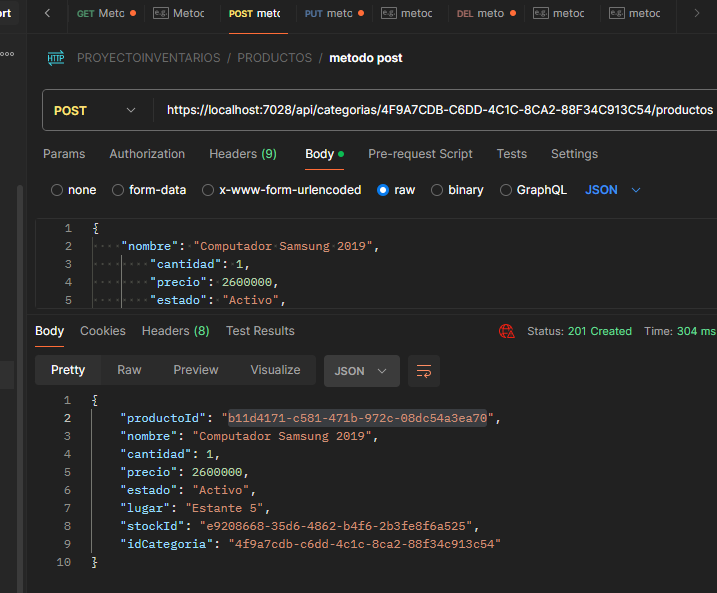 ort GET Metc e.g. Metoc POST metc PUT metc e.g. metoc DEL meto e.g. metoc e.g. metoc
ooo HTTP PROYECTOINVENTARIOS / PRODUCTOS / metodo post
POST https://localhost:7028/api/categorias/4F9A7CDB-C6DD-4C1C-8CA2-88F34C913C54/productos
Params Authorization Headers (9) Body Pre-request Script Tests Settings
none form-data x-www-form-urlencoded raw binary GraphQL JSON
1 {
2 "nombre": "Computador Samsung 2019",
3 "cantidad": 1,
4 "precio": 2600000,
5 "estado": "Activo",
Body Cookies Headers (8) Test Results Status: 201 Created Time: 304 ms
Pretty Raw Preview Visualize JSON
1 {
2 "productoId": "b11d4171-c581-471b-972c-08dc54a3ea70",
3 "nombre": "Computador Samsung 2019",
4 "cantidad": 1,
5 "precio": 2600000,
6 "estado": "Activo",
7 "lugar": "Estante 5",
8 "stockId": "e9208668-35d6-4862-b4f6-2b3fe8f6a525",
9 "idCategoria": "4f9a7cdb-c6dd-4c1c-8ca2-88f34c913c54"
10 }